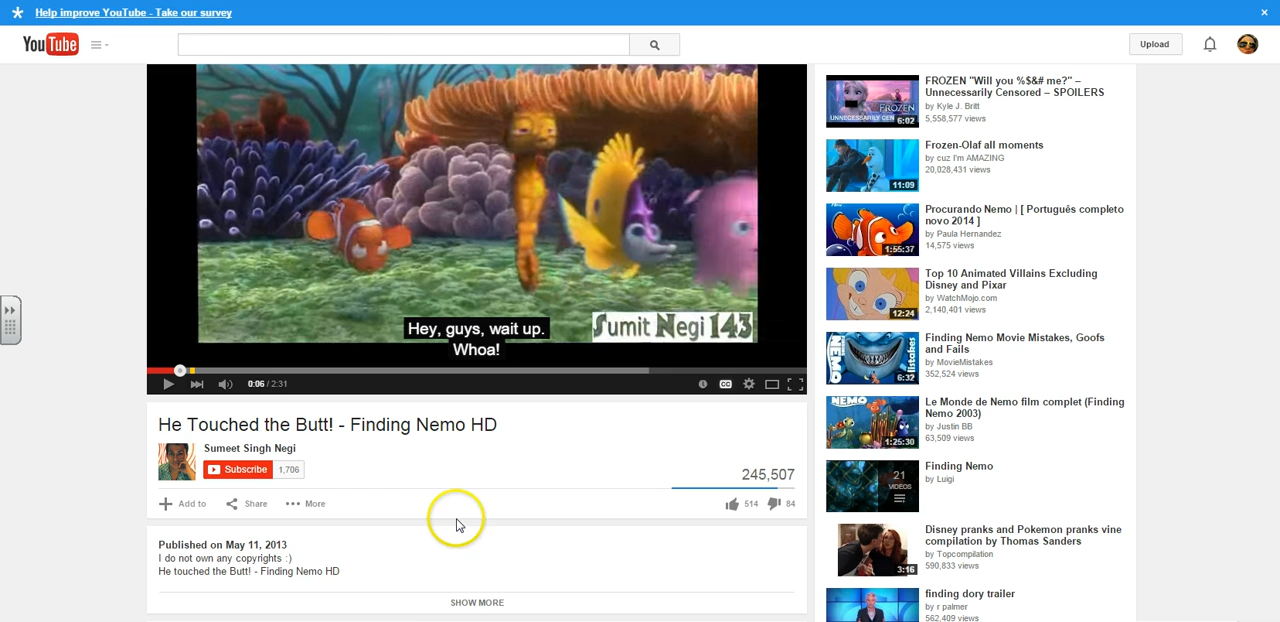 Help improve YouTube - Take our survey
YouTube
Upload
Hey, guys, wait up.
Whoa!
Sumit Negi 143
0:06 / 2:31
CC
He Touched the Butt! - Finding Nemo HD
Sumeet Singh Negi
Subscribe 1,706
245,507
Add to Share More
514 84
Published on May 11, 2013
I do not own any copyrights :)
He touched the Butt! - Finding Nemo HD
SHOW MORE
FROZEN
6:02
FROZEN "Will you %$&# me?" –
Unnecessarily Censored – SPOILERS
by Kyle J. Britt
5,558,577 views
11:09
Frozen-Olaf all moments
by cuz I'm AMAZING
20,028,431 views
1:55:37
Procurando Nemo | [ Português completo
novo 2014 ]
by Paula Hernandez
14,575 views
12:24
Top 10 Animated Villains Excluding
Disney and Pixar
by WatchMojo.com
2,140,401 views
NEMO
mistakes
6:32
Finding Nemo Movie Mistakes, Goofs
and Fails
by MovieMistakes
352,524 views
NEMO
1:25:30
Le Monde de Nemo film complet (Finding
Nemo 2003)
by Justin BB
63,509 views
21
VIDEOS
Finding Nemo
by Luigi
3:16
Disney pranks and Pokemon pranks vine
compilation by Thomas Sanders
by Topcompilation
590,833 views
finding dory trailer
by r palmer
562,409 views